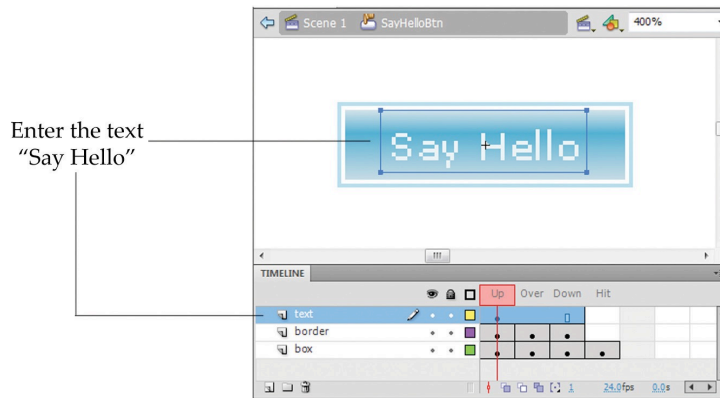 Scene 1 SayHelloBtn 400%
Enter the text
“Say Hello”
Say Hello
TIMELINE
Up Over Down Hit
text
border
box
1 24.0fps 0.0s